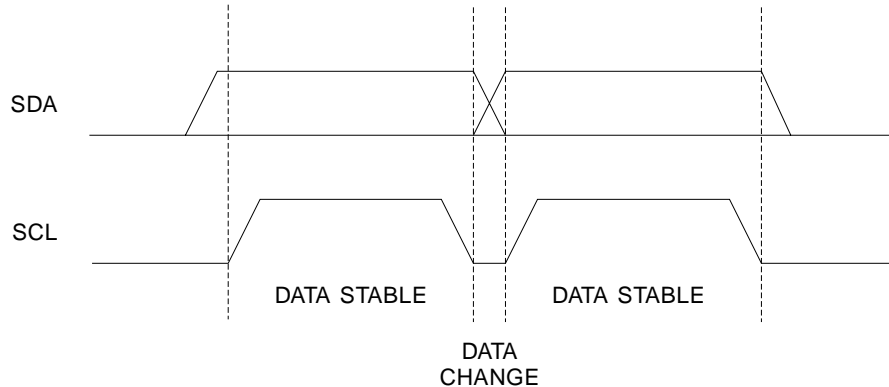 SDA
SCL
DATA STABLE
DATA STABLE
DATA
CHANGE